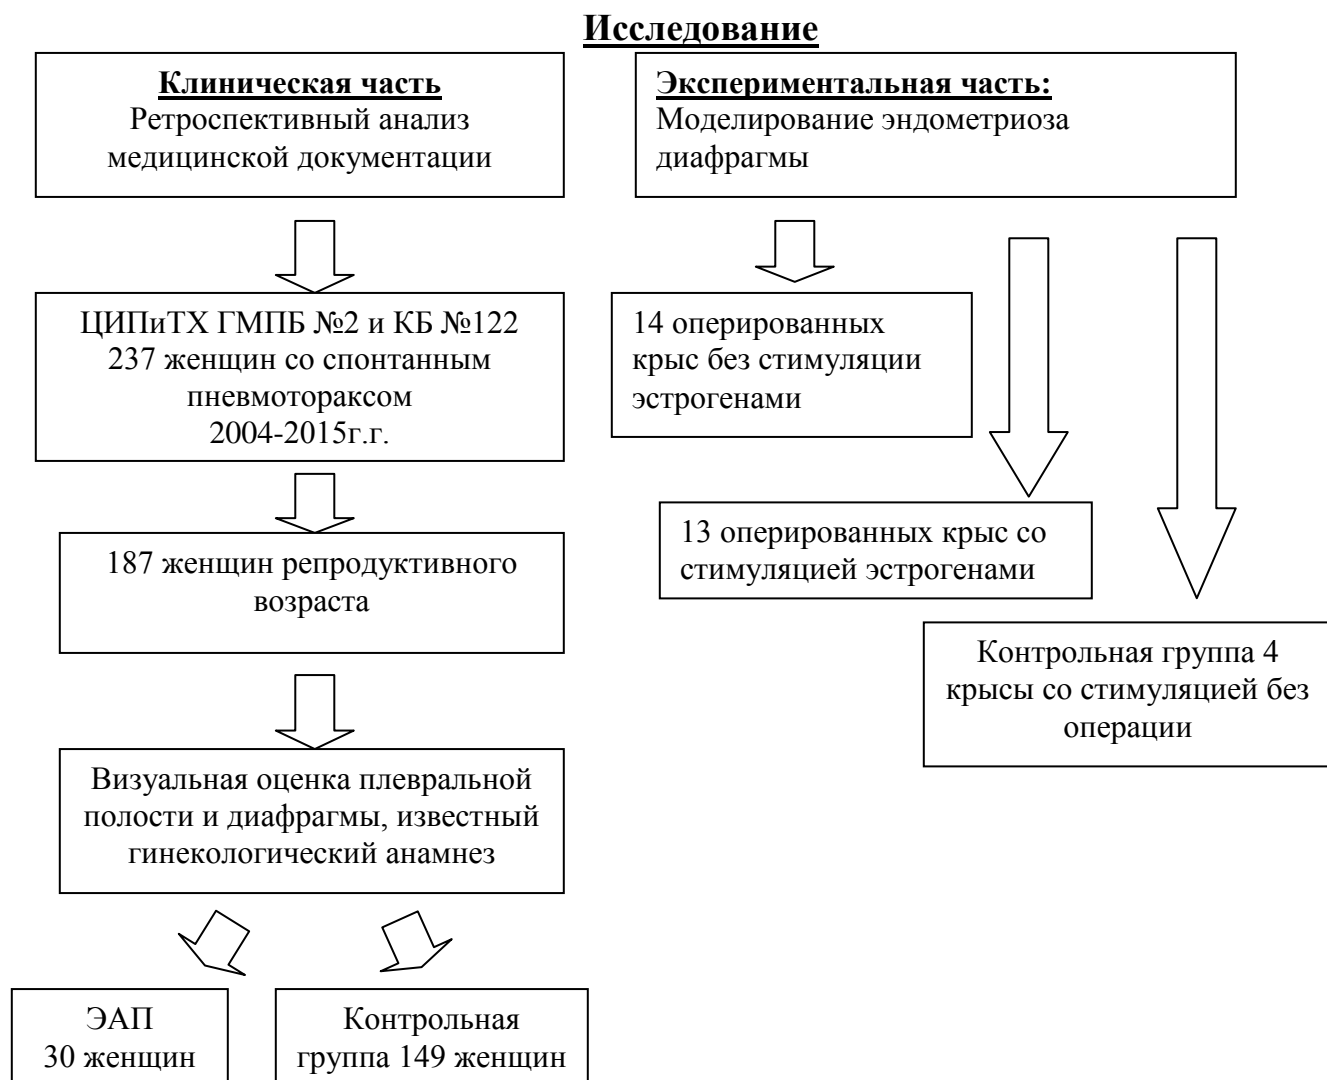 Исследование
Клиническая часть
Ретроспективный анализ
медицинской документации
ЦИПиТХ ГМПБ №2 и КБ №122
237 женщин со спонтанным
пневмотораксом
2004-2015г.г.
187 женщин репродуктивного
возраста
Визуальная оценка плевральной
полости и диафрагмы, известный
гинекологический анамнез
ЭАП
30 женщин
Контрольная
группа 149 женщин
Экспериментальная часть:
Моделирование эндометриоза
диафрагмы
14 оперированных
крыс без стимуляции
эстрогенами
13 оперированных крыс со
стимуляцией эстрогенами
Контрольная группа 4
крысы со стимуляцией без
операции